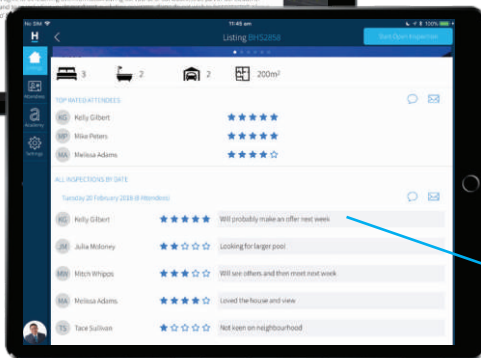 No SIM 11:45 am 100%
H Listing BHS2858 Start Open Inspection
3 2 2 200m²
Listings
TOP RATED ATTENDEES
Attendees
KG Kelly Gilbert
a MP Mike Peters
Academy
MA Melissa Adams
Settings
ALL INSPECTIONS BY DATE
Tuesday 20 February 2016 (6 Attendees)
KG Kelly Gilbert Will probably make an offer next week
JM Julia Moloney Looking for larger pool
MW Mitch Whipps Will see others and then meet next week
MA Melissa Adams Loved the house and view
TS Tace Sullivan Not keen on neighbourhood